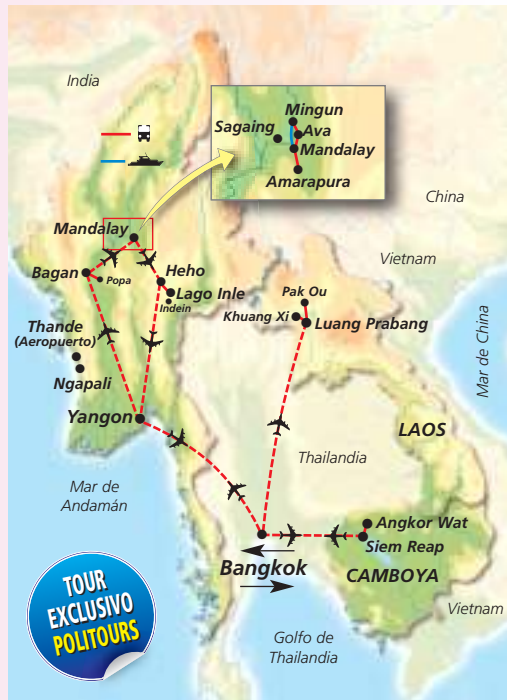 India
Mingun
Sagaing
Ava
Mandalay
Amarapura
China
Mandalay
Vietnam
Bagan
Popa
Heho
Lago Inle
Indein
Pak Ou
Khuang Xi
Luang Prabang
Thande
(Aeropuerto)
Ngapali
Mar de China
Yangon
LAOS
Thailandia
Mar de
Andamán
Angkor Wat
Siem Reap
Bangkok
CAMBOYA
Vietnam
TOUR
EXCLUSIVO
POLITOURS
Golfo de
Thailandia